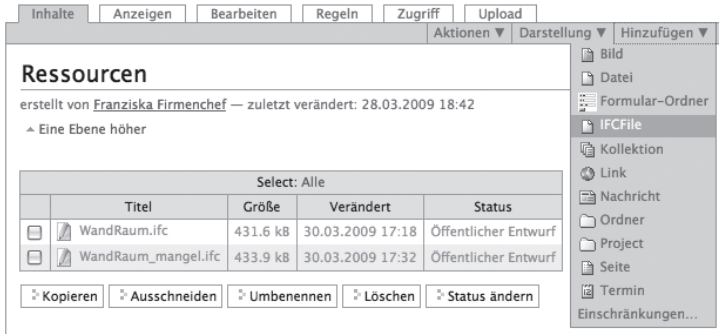 Inhalte Anzeigen Bearbeiten Regeln Zugriff Upload
Aktionen ▼ Darstellung ▼ Hinzufügen ▼
Ressourcen
erstellt von Franziska Firmenchef — zuletzt verändert: 28.03.2009 18:42
Eine Ebene höher
Select: Alle
Titel Größe Verändert Status
WandRaum.ifc 431.6 kB 30.03.2009 17:18 Öffentlicher Entwurf
WandRaum_mangel.ifc 433.9 kB 30.03.2009 17:32 Öffentlicher Entwurf
Kopieren Ausschneiden Umbenennen Löschen Status ändern
Bild
Datei
Formular-Ordner
IFCFile
Kollektion
Link
Nachricht
Ordner
Project
Seite
Termin
Einschränkungen...